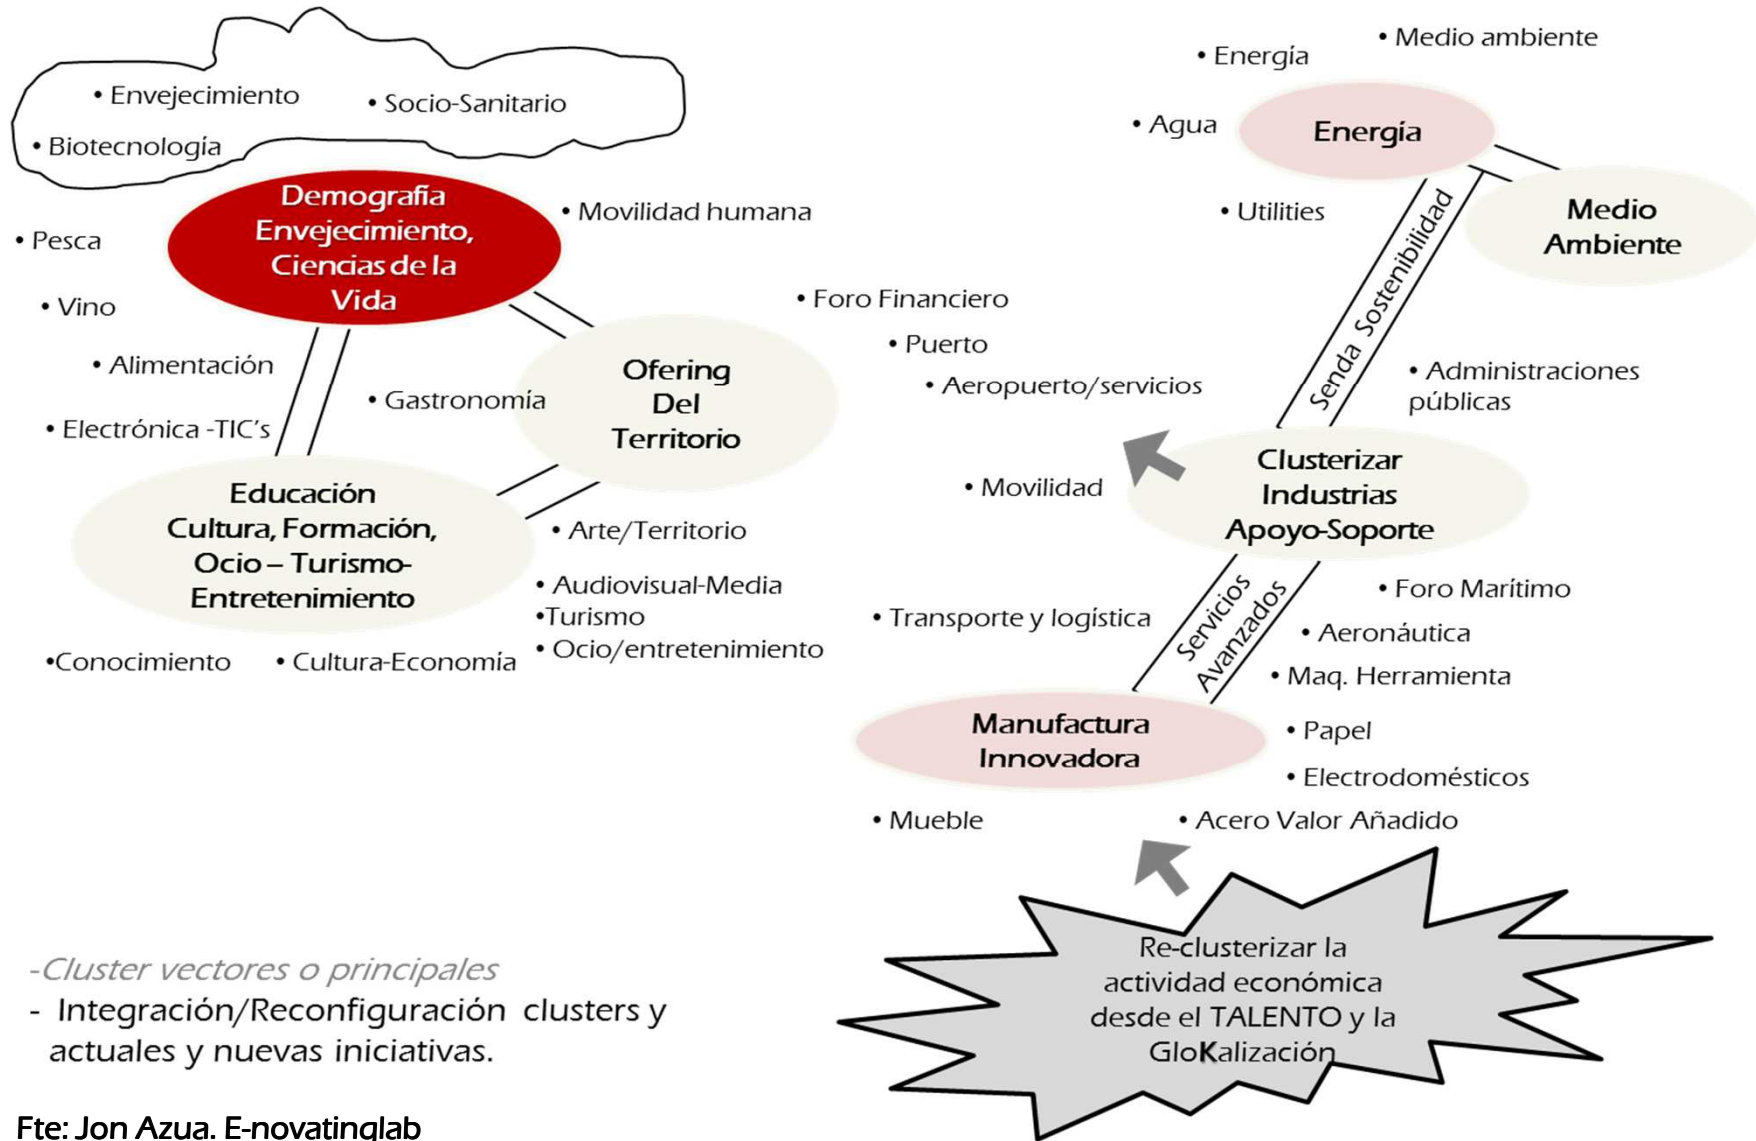 • Envejecimiento
• Socio-Sanitario
• Biotecnología
Demografía
Envejecimiento,
Ciencias de la
Vida
• Movilidad humana
• Pesca
• Vino
• Alimentación
• Gastronomía
• Electrónica -TIC's
Ofering
Del
Territorio
Educación
Cultura, Formación,
Ocio – Turismo-
Entretenimiento
• Arte/Territorio
• Audiovisual-Media
•Turismo
• Ocio/entretenimiento
•Conocimiento
• Cultura-Economía
• Energía
• Medio ambiente
• Agua
Energía
• Utilities
Medio
Ambiente
Senda Sostenibilidad
• Foro Financiero
• Puerto
• Aeropuerto/servicios
• Administraciones
públicas
• Movilidad
Clusterizar
Industrias
Apoyo-Soporte
• Transporte y logística
Servicios
Avanzados
• Foro Marítimo
• Aeronáutica
• Maq. Herramienta
Manufactura
Innovadora
• Papel
• Electrodomésticos
• Mueble
• Acero Valor Añadido
Re-clusterizar la
actividad económica
desde el TALENTO y la
GloKalización
-Cluster vectores o principales
- Integración/Reconfiguración clusters y
actuales y nuevas iniciativas.
Fte: Jon Azua. E-novatinglab